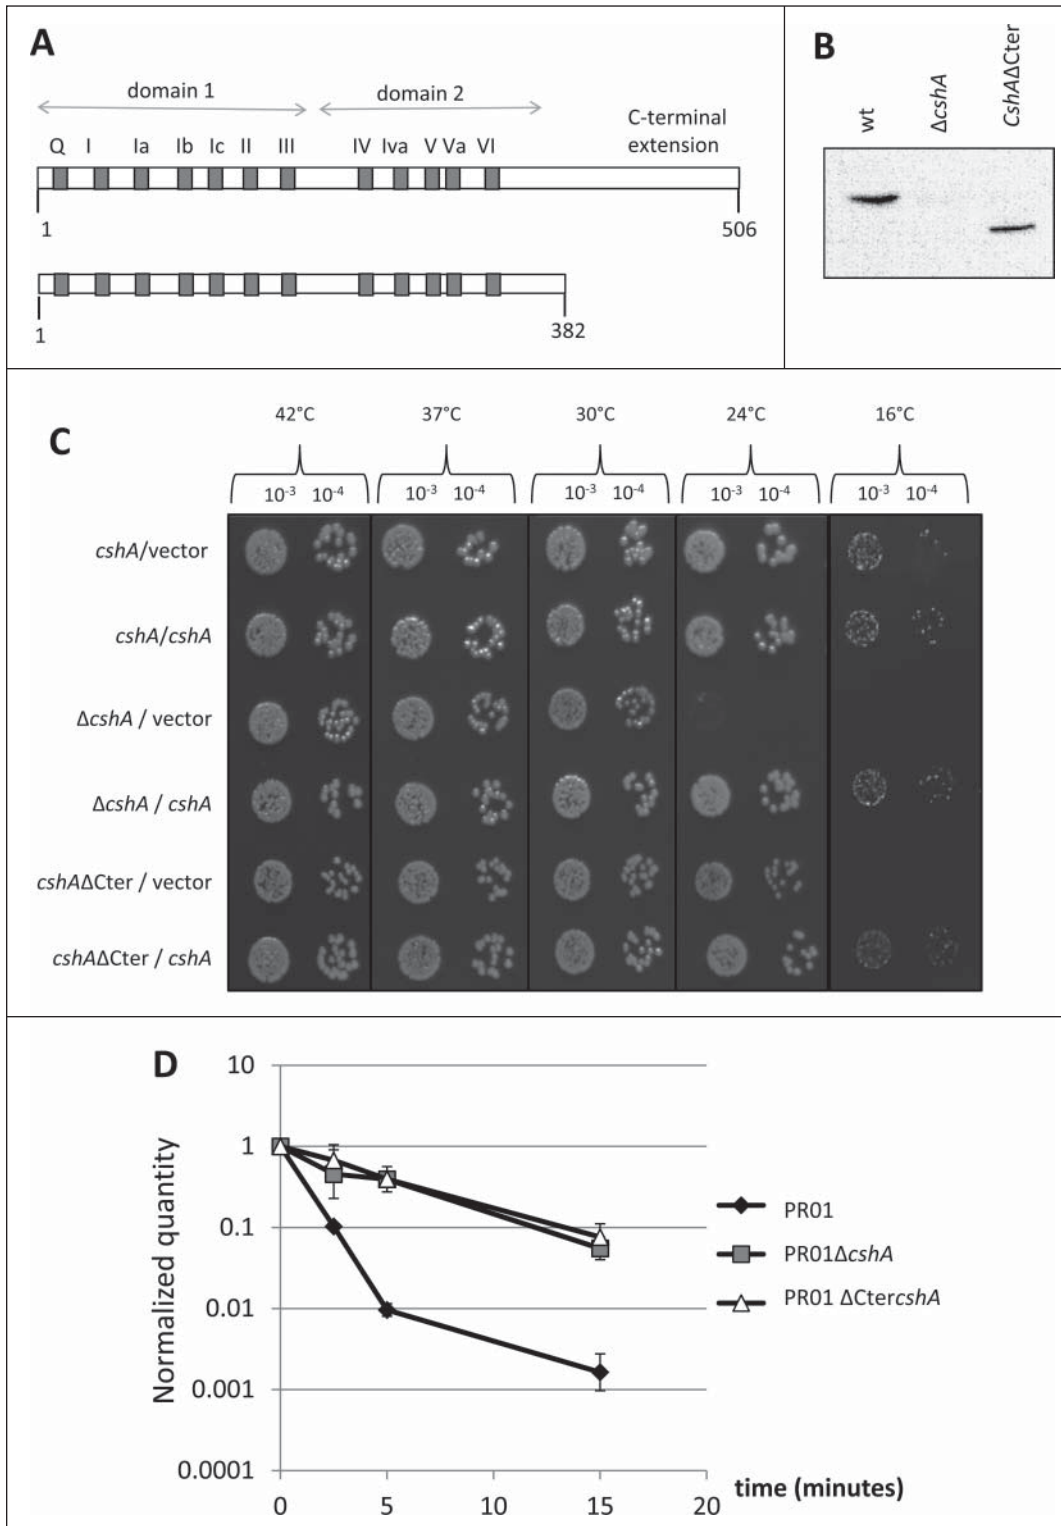 A
domain 1
domain 2
C-terminal
extension
Q I Ia Ib Ic II III IV Iva V Va VI
1
506
1
382
B
wt
ΔcshA
CshAΔCter
C
42°C 37°C 30°C 24°C 16°C
10-3 10-4 10-3 10-4 10-3 10-4 10-3 10-4 10-3 10-4
cshA/vector
cshA/cshA
ΔcshA / vector
ΔcshA / cshA
cshAΔCter / vector
cshAΔCter / cshA
D
Normalized quantity
10
1
0.1
0.01
0.001
0.0001
0 5 10 15 20
time (minutes)
PR01
PR01ΔcshA
PR01 ΔCtercshA